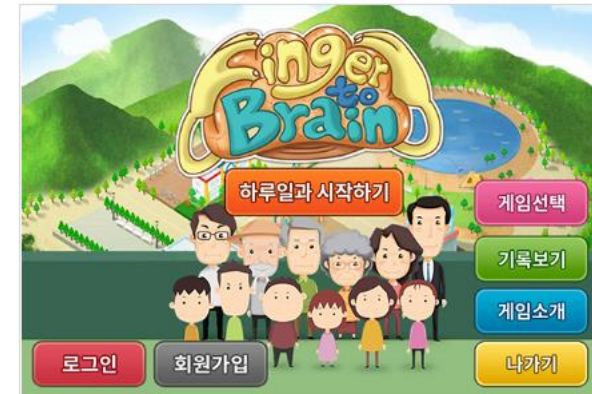 Finger
to
Brain
하루일과 시작하기
게임선택
기록보기
게임소개
로그인
회원가입
나가기